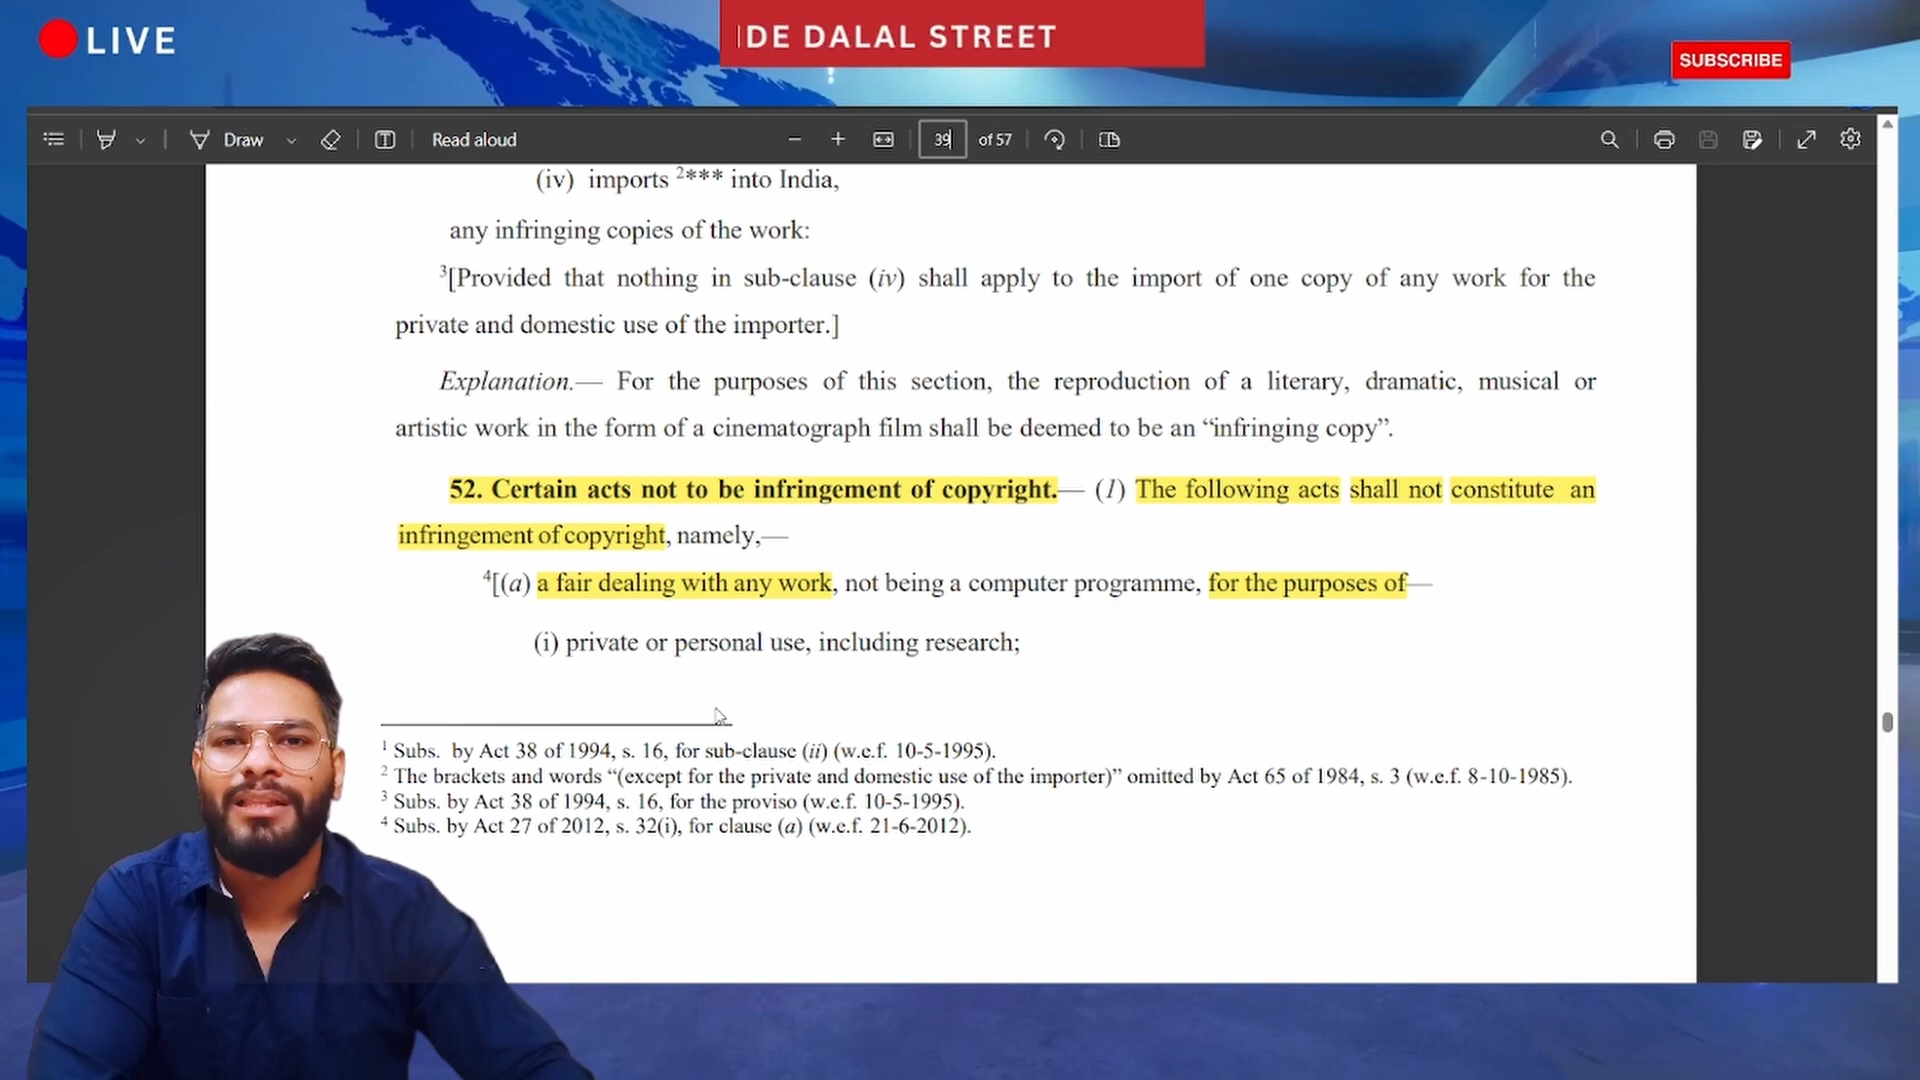 LIVE
DE DALAL STREET
SUBSCRIBE
Draw
Read aloud
39 of 57
(iv) imports 2*** into India,
any infringing copies of the work:
3[Provided that nothing in sub-clause (iv) shall apply to the import of one copy of any work for the
private and domestic use of the importer.]
Explanation.— For the purposes of this section, the reproduction of a literary, dramatic, musical or
artistic work in the form of a cinematograph film shall be deemed to be an “infringing copy”.
52. Certain acts not to be infringement of copyright.— (1) The following acts shall not constitute an
infringement of copyright, namely,—
4[(a) a fair dealing with any work, not being a computer programme, for the purposes of—
(i) private or personal use, including research;
1 Subs. by Act 38 of 1994, s. 16, for sub-clause (ii) (w.e.f. 10-5-1995).
2 The brackets and words “(except for the private and domestic use of the importer)” omitted by Act 65 of 1984, s. 3 (w.e.f. 8-10-1985).
3 Subs. by Act 38 of 1994, s. 16, for the proviso (w.e.f. 10-5-1995).
4 Subs. by Act 27 of 2012, s. 32(i), for clause (a) (w.e.f. 21-6-2012).